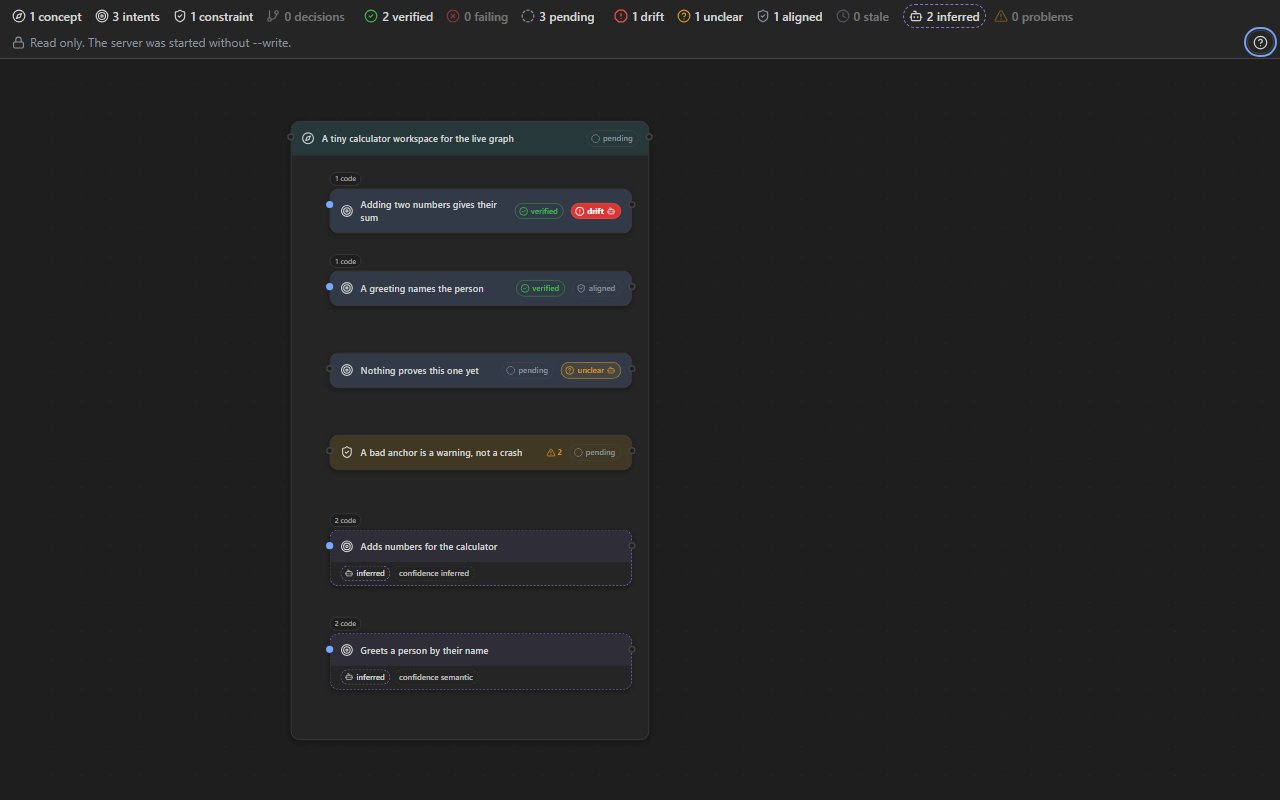 1 concept 3 intents 1 constraint 0 decisions 2 verified 0 failing 3 pending 1 drift 1 unclear 1 aligned 0 stale 2 inferred 0 problems
Read only. The server was started without --write.
A tiny calculator workspace for the live graph pending
1 code
Adding two numbers gives their sum verified drift
1 code
A greeting names the person verified aligned
Nothing proves this one yet pending unclear
A bad anchor is a warning, not a crash 2 pending
2 code
Adds numbers for the calculator
inferred confidence inferred
2 code
Greets a person by their name
inferred confidence semantic